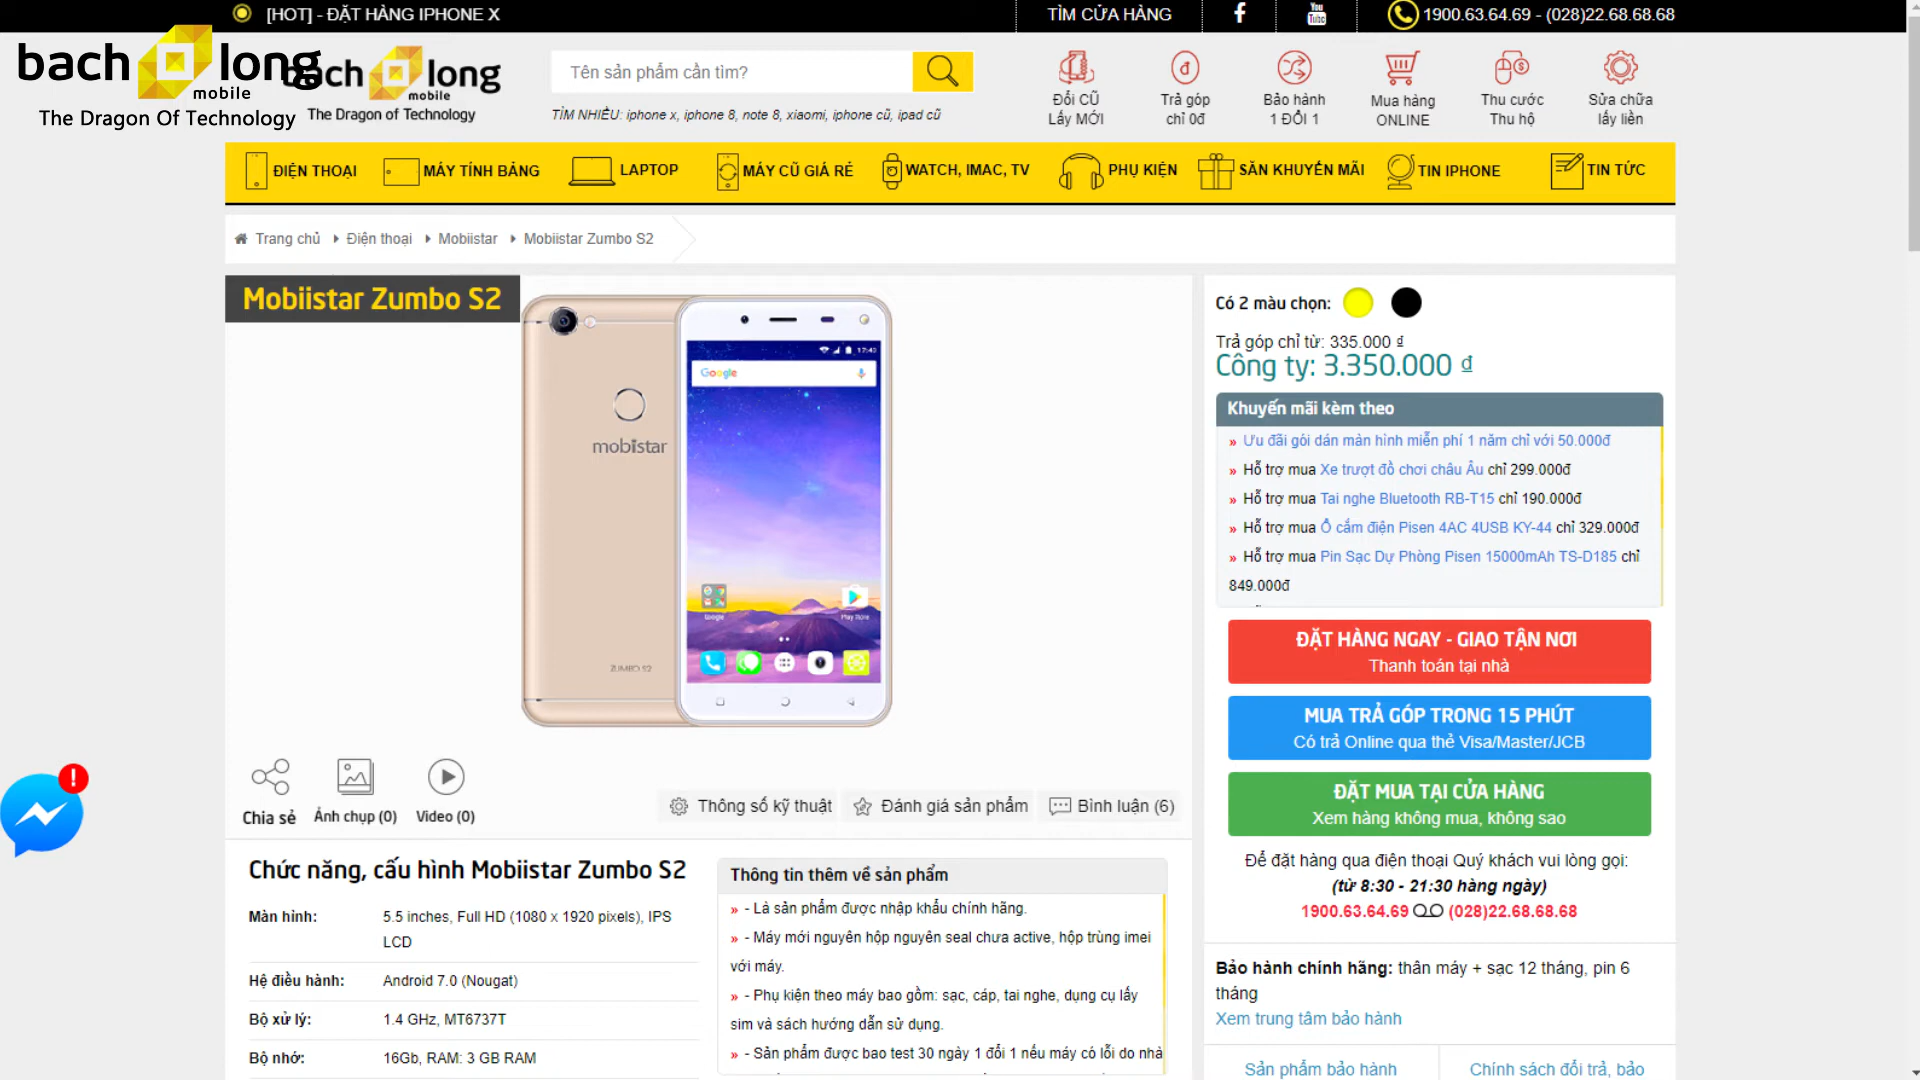 [HOT] - ĐẶT HÀNG IPHONE X
TÌM CỬA HÀNG
You Tube
1900.63.64.69 - (028)22.68.68.68
bach long
mobile
The Dragon Of Technology
bach long
mobile
The Dragon of Technology
Tên sản phẩm cần tìm?
TÌM NHIỀU: iphone x, iphone 8, note 8, xiaomi, iphone cũ, ipad cũ
Đổi CŨ
Lấy MỚI
Trả góp
chỉ 0đ
Bảo hành
1 ĐỔI 1
Mua hàng
ONLINE
Thu cước
Thu hộ
Sửa chữa
lấy liền
ĐIỆN THOẠI
MÁY TÍNH BẢNG
LAPTOP
MÁY CŨ GIÁ RẺ
WATCH, IMAC, TV
PHỤ KIỆN
SĂN KHUYẾN MÃI
TIN IPHONE
TIN TỨC
Trang chủ
Điện thoại
Mobiistar
Mobiistar Zumbo S2
Mobiistar Zumbo S2
17:43
Google
mobiistar
Google
Play Store
ZUMBO S2
Chia sẻ
Ảnh chụp (0)
Video (0)
Thông số kỹ thuật
Đánh giá sản phẩm
Bình luận (6)
Có 2 màu chọn:
Trả góp chỉ từ: 335.000 ₫
Công ty: 3.350.000 ₫
Khuyến mãi kèm theo
» Ưu đãi gói dán màn hình miễn phí 1 năm chỉ với 50.000đ
» Hỗ trợ mua Xe trượt đồ chơi châu Âu chỉ 299.000đ
» Hỗ trợ mua Tai nghe Bluetooth RB-T15 chỉ 190.000đ
» Hỗ trợ mua Ổ cắm điện Pisen 4AC 4USB KY-44 chỉ 329.000đ
» Hỗ trợ mua Pin Sạc Dự Phòng Pisen 15000mAh TS-D185 chỉ
849.000đ
ĐẶT HÀNG NGAY - GIAO TẬN NƠI
Thanh toán tại nhà
MUA TRẢ GÓP TRONG 15 PHÚT
Có trả Online qua thẻ Visa/Master/JCB
ĐẶT MUA TẠI CỬA HÀNG
Xem hàng không mua, không sao
Để đặt hàng qua điện thoại Quý khách vui lòng gọi:
(từ 8:30 - 21:30 hàng ngày)
1900.63.64.69 (028)22.68.68.68
Bảo hành chính hãng: thân máy + sạc 12 tháng, pin 6
tháng
Xem trung tâm bảo hành
Sản phẩm bảo hành
Chính sách đổi trả, bảo
Chức năng, cấu hình Mobiistar Zumbo S2
Màn hình:
5.5 inches, Full HD (1080 x 1920 pixels), IPS
LCD
Hệ điều hành:
Android 7.0 (Nougat)
Bộ xử lý:
1.4 GHz, MT6737T
Bộ nhớ:
16Gb, RAM: 3 GB RAM
Thông tin thêm về sản phẩm
» - Là sản phẩm được nhập khẩu chính hãng.
» - Máy mới nguyên hộp nguyên seal chưa active, hộp trùng imei
với máy.
» - Phụ kiện theo máy bao gồm: sạc, cáp, tai nghe, dụng cụ lấy
sim và sách hướng dẫn sử dụng.
» - Sản phẩm được bao test 30 ngày 1 đổi 1 nếu máy có lỗi do nhà